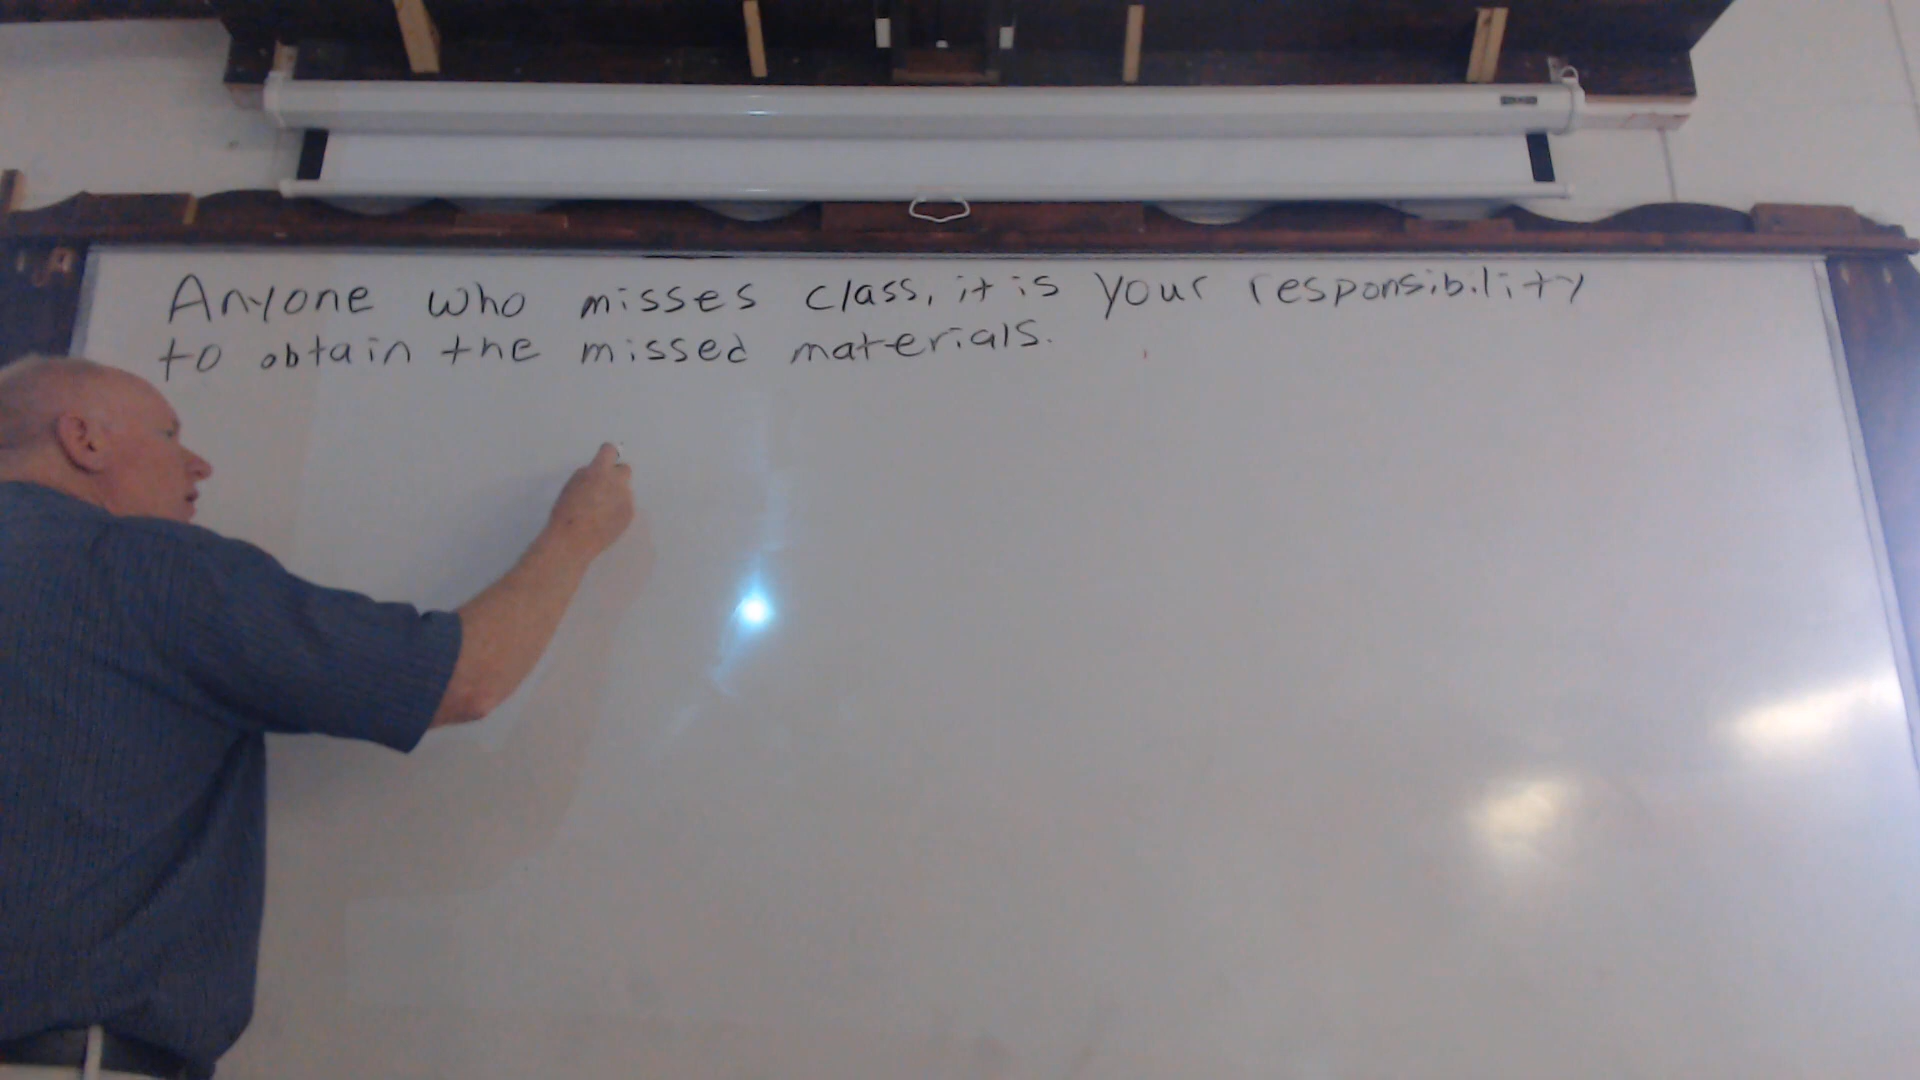 Anyone who misses class, it is your responsibility
to obtain the missed materials.